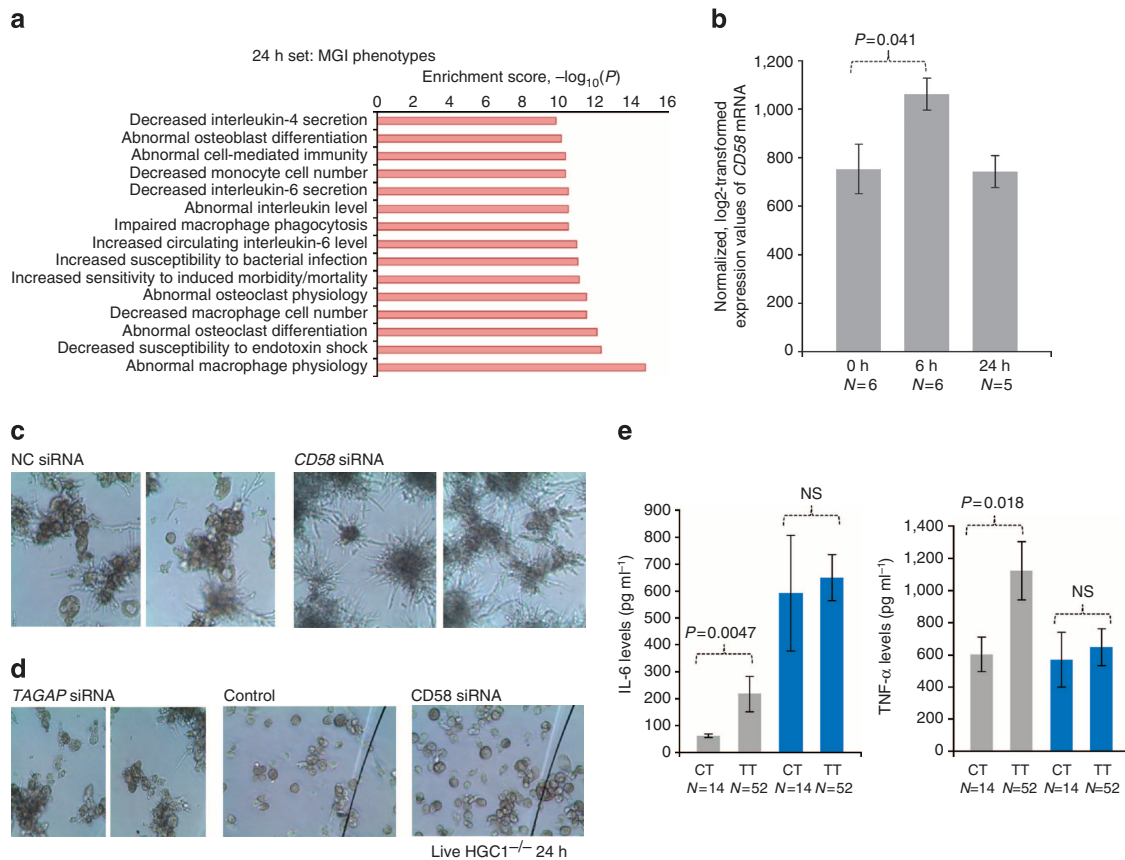 a
24 h set: MGI phenotypes
Enrichment score, –log10(P)
0 2 4 6 8 10 12 14 16
Decreased interleukin-4 secretion
Abnormal osteoblast differentiation
Abnormal cell-mediated immunity
Decreased monocyte cell number
Decreased interleukin-6 secretion
Abnormal interleukin level
Impaired macrophage phagocytosis
Increased circulating interleukin-6 level
Increased susceptibility to bacterial infection
Increased sensitivity to induced morbidity/mortality
Abnormal osteoclast physiology
Decreased macrophage cell number
Abnormal osteoclast differentiation
Decreased susceptibility to endotoxin shock
Abnormal macrophage physiology
b
Normalized, log2-transformed
expression values of CD58 mRNA
P=0.041
1,200
1,000
800
600
400
200
0
0 h 6 h 24 h
N=6 N=6 N=5
c
NC siRNA CD58 siRNA
d
TAGAP siRNA Control CD58 siRNA
Live HGC1–/– 24 h
e
IL-6 levels (pg ml–1)
900
800
700
600
500
400
300
200
100
0
P=0.0047
NS
CT TT CT TT
N=14 N=52 N=14 N=52
TNF-α levels (pg ml–1)
1,400
1,200
1,000
800
600
400
200
0
P=0.018
NS
CT TT CT TT
N=14 N=52 N=14 N=52